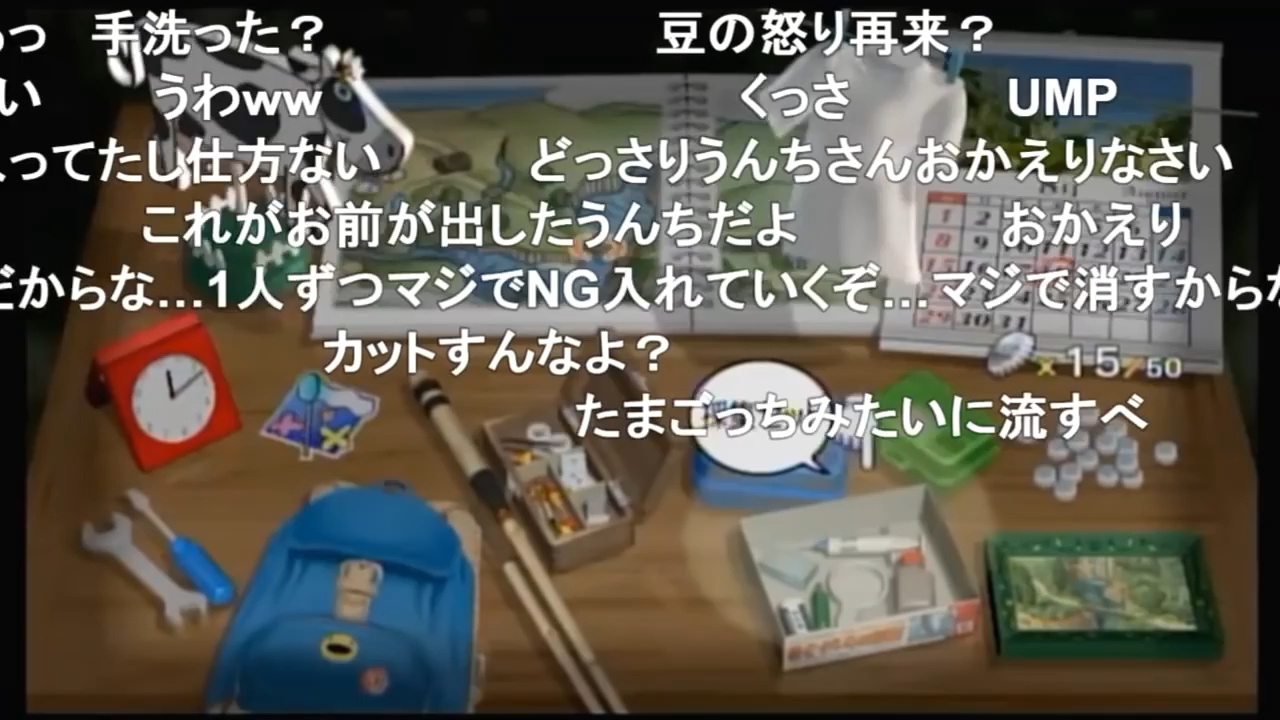 っ 手洗った？ 豆の怒り再来？
い うわww くっさ UMP
ってたし仕方ない どっさりうんちさんおかえりなさい
これがお前が出したうんちだよ おかえり
だからな…1人ずつマジでNG入れていくぞ…マジで消すからな
カットすんなよ？
×15/50
たまごっちみたいに流すべ